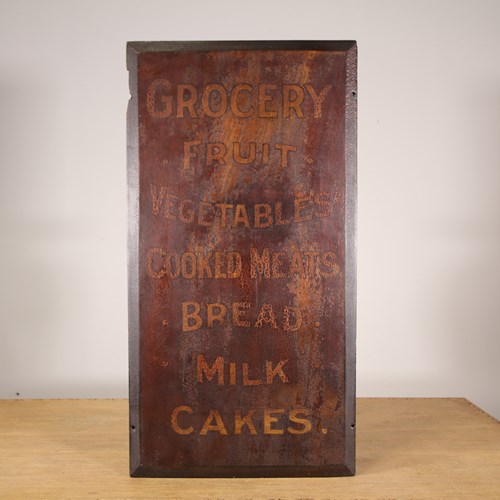 GROCERY
. FRUIT .
VEGETABLES
COOKED MEATS.
. BREAD .
MILK
CAKES.